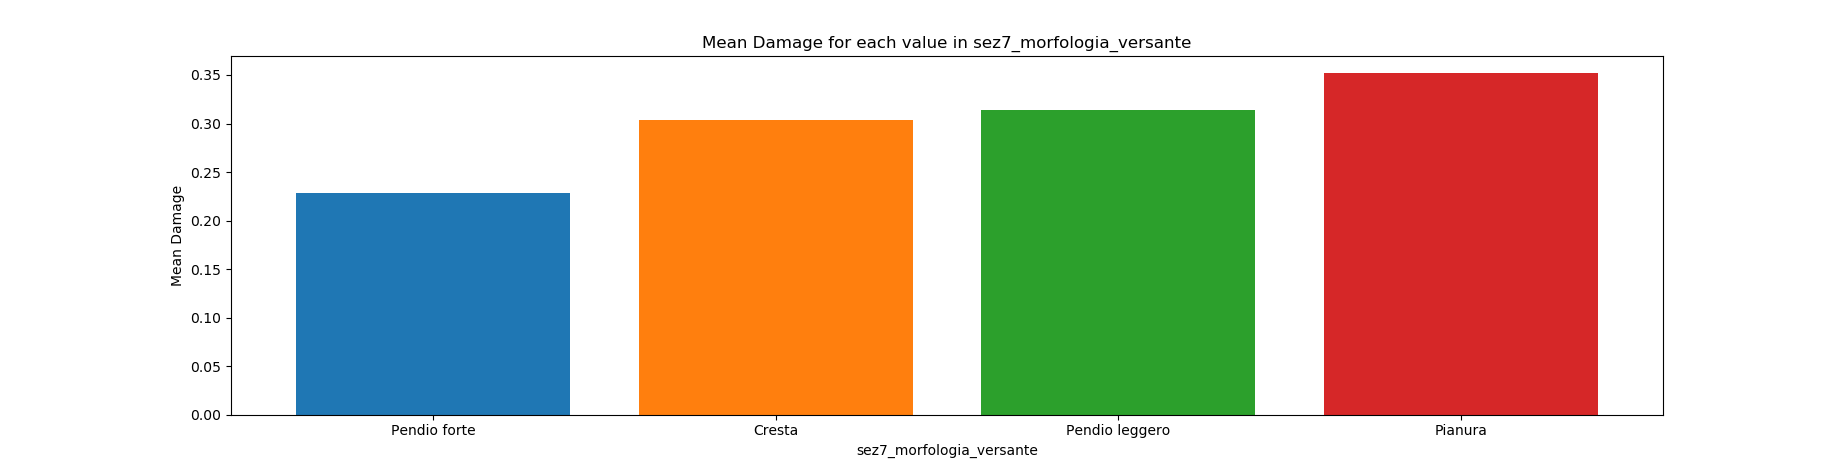 Mean Damage for each value in sez7_morfologia_versante
Mean Damage
0.35
0.30
0.25
0.20
0.15
0.10
0.05
0.00
Pendio forte Cresta Pendio leggero Pianura
sez7_morfologia_versante